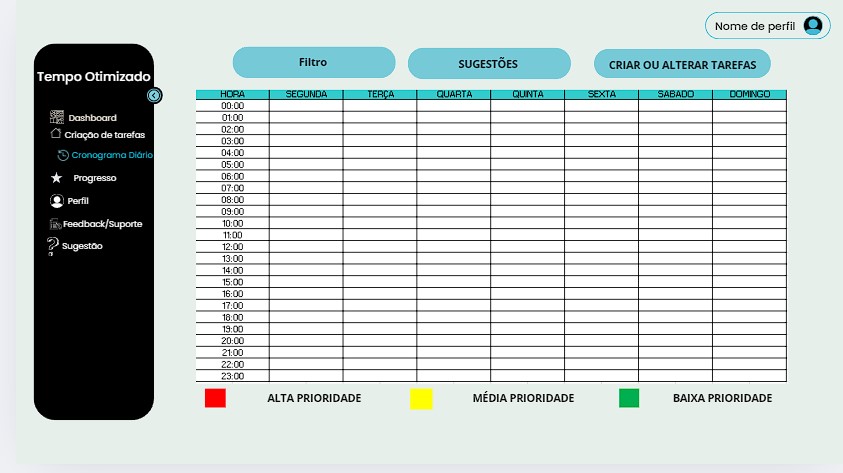 Nome de perfil
Tempo Otimizado
Dashboard
Criação de tarefas
Cronograma Diário
Progresso
Perfil
Feedback/Suporte
Sugestão
Filtro
SUGESTÕES
CRIAR OU ALTERAR TAREFAS
HORA SEGUNDA TERÇA QUARTA QUINTA SEXTA SABADO DOMINGO
00:00
01:00
02:00
03:00
04:00
05:00
06:00
07:00
08:00
09:00
10:00
11:00
12:00
13:00
14:00
15:00
16:00
17:00
18:00
19:00
20:00
21:00
22:00
23:00
ALTA PRIORIDADE
MÉDIA PRIORIDADE
BAIXA PRIORIDADE